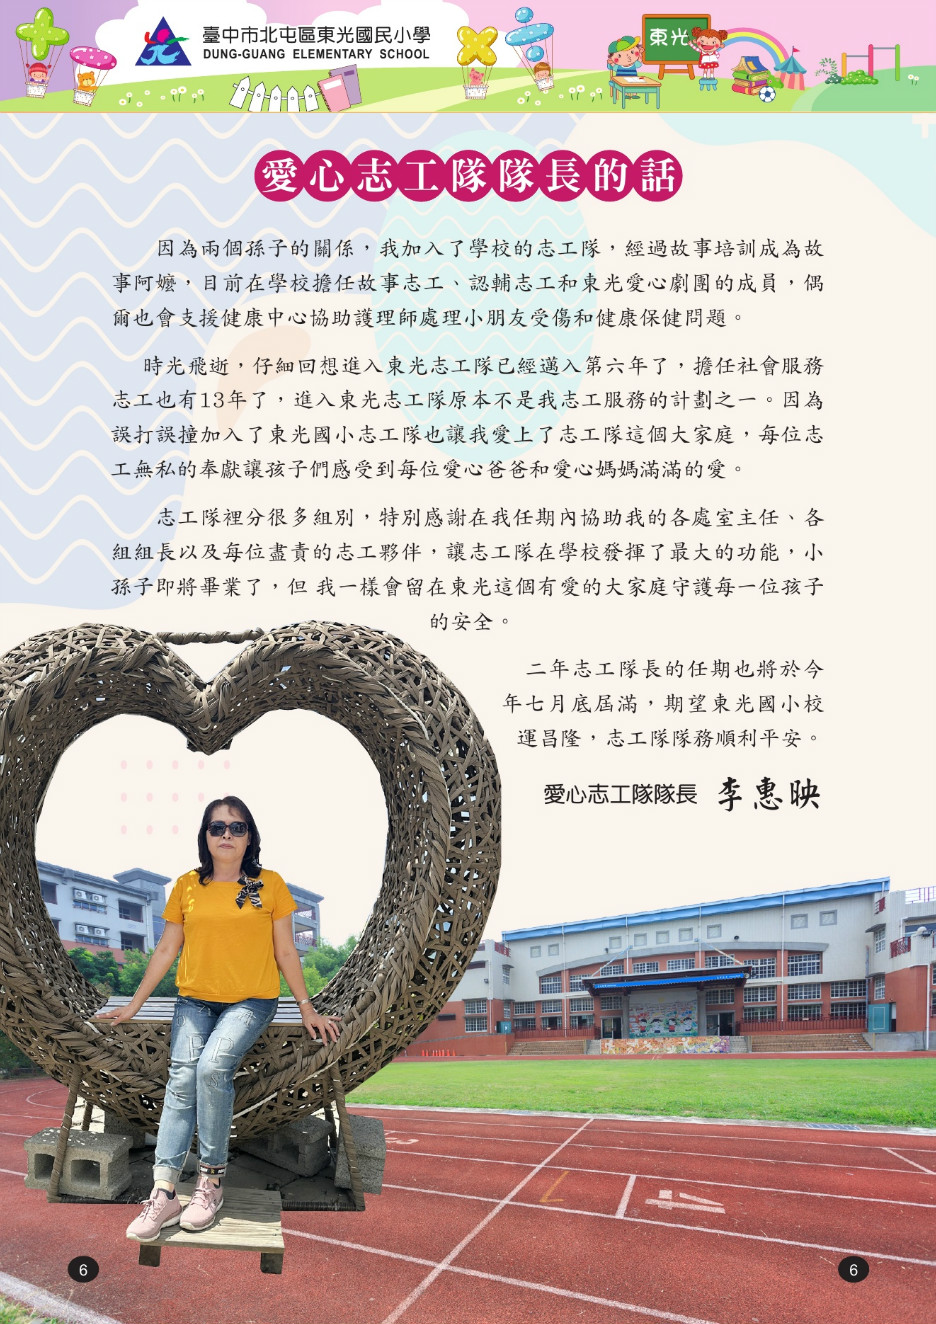 臺中市北屯區東光國民小學
DUNG-GUANG ELEMENTARY SCHOOL
東光
愛心志工隊隊長的話
因為兩個孫子的關係，我加入了學校的志工隊，經過故事培訓成為故
事阿嬤，目前在學校擔任故事志工、認輔志工和東光愛心劇團的成員，偶
爾也會支援健康中心協助護理師處理小朋友受傷和健康保健問題。
時光飛逝，仔細回想進入東光志工隊已經邁入第六年了，擔任社會服務
志工也有13年了，進入東光志工隊原本不是我志工服務的計劃之一。因為
誤打誤撞加入了東光國小志工隊也讓我愛上了志工隊這個大家庭，每位志
工無私的奉獻讓孩子們感受到每位愛心爸爸和愛心媽媽滿滿的愛。
志工隊裡分很多組別，特別感謝在我任期內協助我的各處室主任、各
組組長以及每位盡責的志工夥伴，讓志工隊在學校發揮了最大的功能，小
孫子即將畢業了，但 我一樣會留在東光這個有愛的大家庭守護每一位孩子
的安全。
二年志工隊長的任期也將於今
年七月底屆滿，期望東光國小校
運昌隆，志工隊隊務順利平安。
愛心志工隊隊長 李惠映
4
6
6